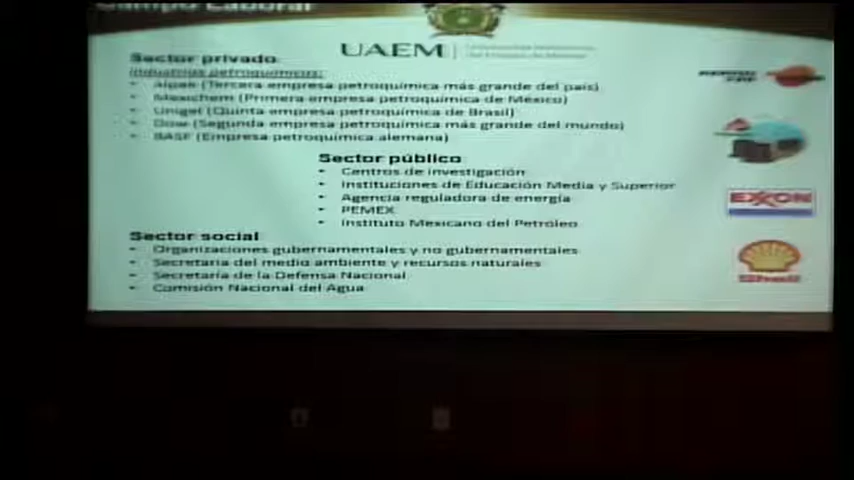 Campo Laboral
UAEM
Sector privado
Industrias petroquímicas:
• Alpek (Tercera empresa petroquímica más grande del país)
• Mexichem (Primera empresa petroquímica de México)
• Unigel (Quinta empresa petroquímica de Brasil)
• Dow (Segunda empresa petroquímica más grande del mundo)
• BASF (Empresa petroquímica alemana)
Sector público
• Centros de investigación
• Instituciones de Educación Media y Superior
• Agencia reguladora de energía
• PEMEX
• Instituto Mexicano del Petróleo
EXXON
Sector social
• Organizaciones gubernamentales y no gubernamentales
• Secretaría del medio ambiente y recursos naturales
• Secretaría de la Defensa Nacional
• Comisión Nacional del Agua